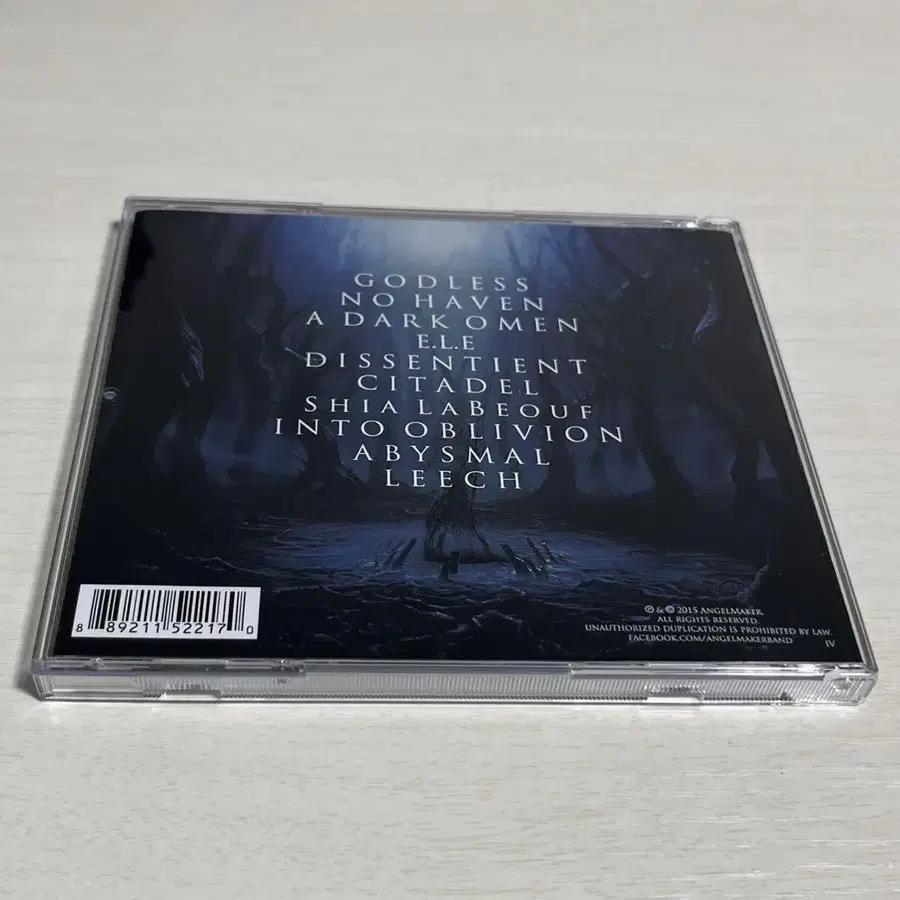 GODLESS
NO HAVEN
A DARK OMEN
E.L.E
DISSENTIENT
CITADEL
SHIA LABEOUF
INTO OBLIVION
ABYSMAL
LEECH
8 89211 52217 0
℗ & © 2015 ANGELMAKER.
ALL RIGHTS RESERVED.
UNAUTHORIZED DUPLICATION IS PROHIBITED BY LAW.
FACEBOOK.COM/ANGELMAKERBAND
IV